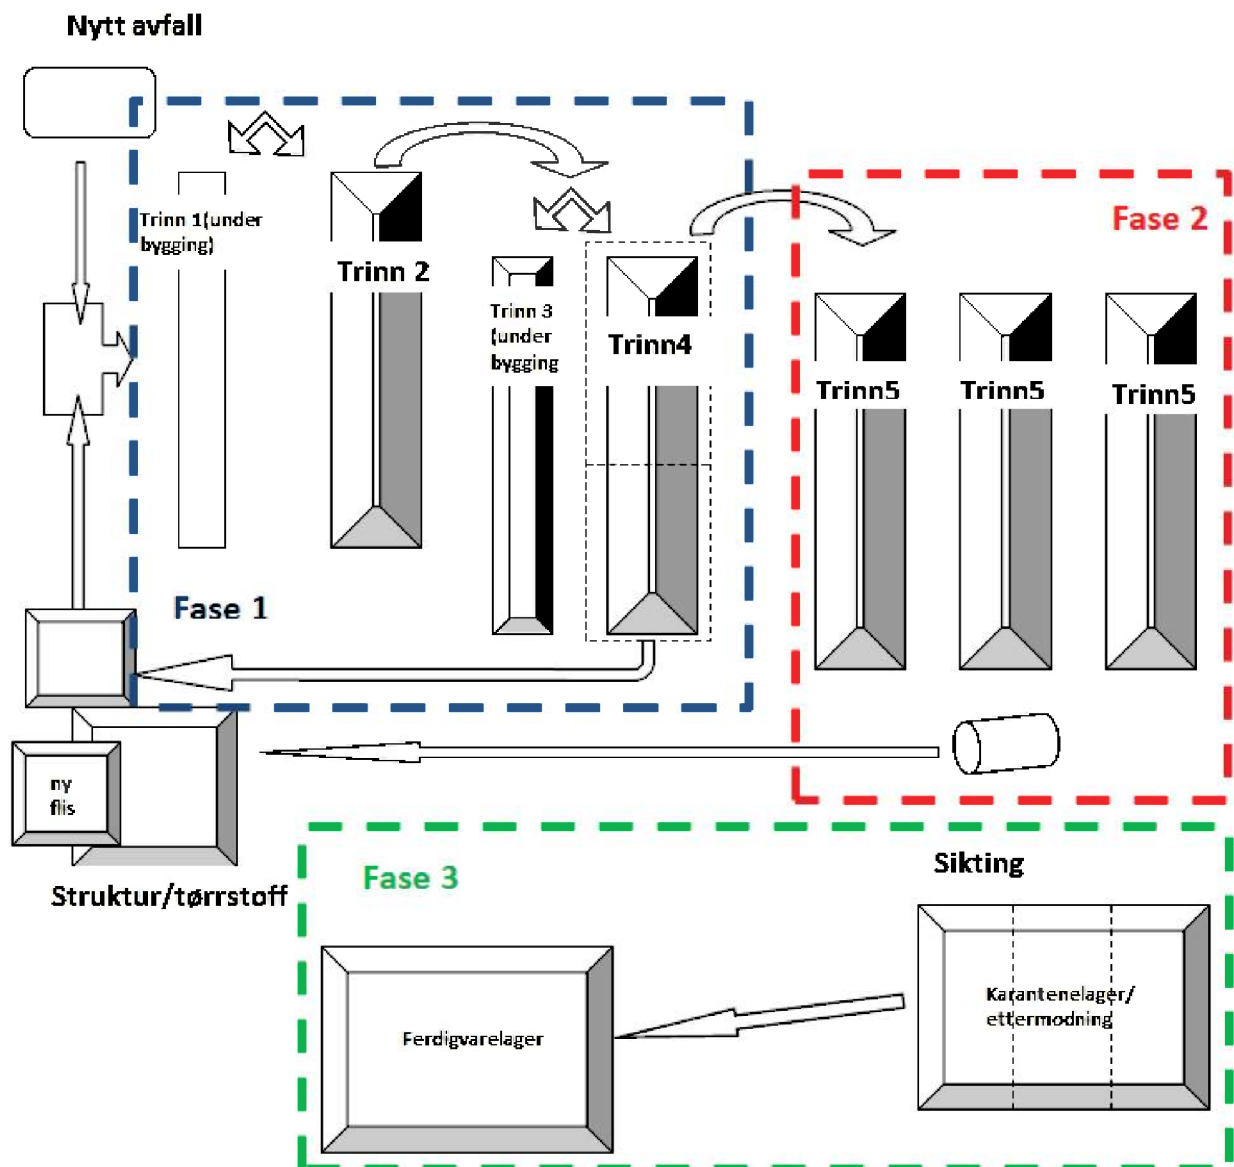 Nytt avfall
Trinn 1(under
bygging)
Trinn 2
Trinn 3
(under
bygging
Trinn4
Fase 1
Fase 2
Trinn5
Trinn5
Trinn5
ny
flis
Struktur/tørrstoff
Fase 3
Sikting
Karantenelager/
ettermodning
Ferdigvarelager